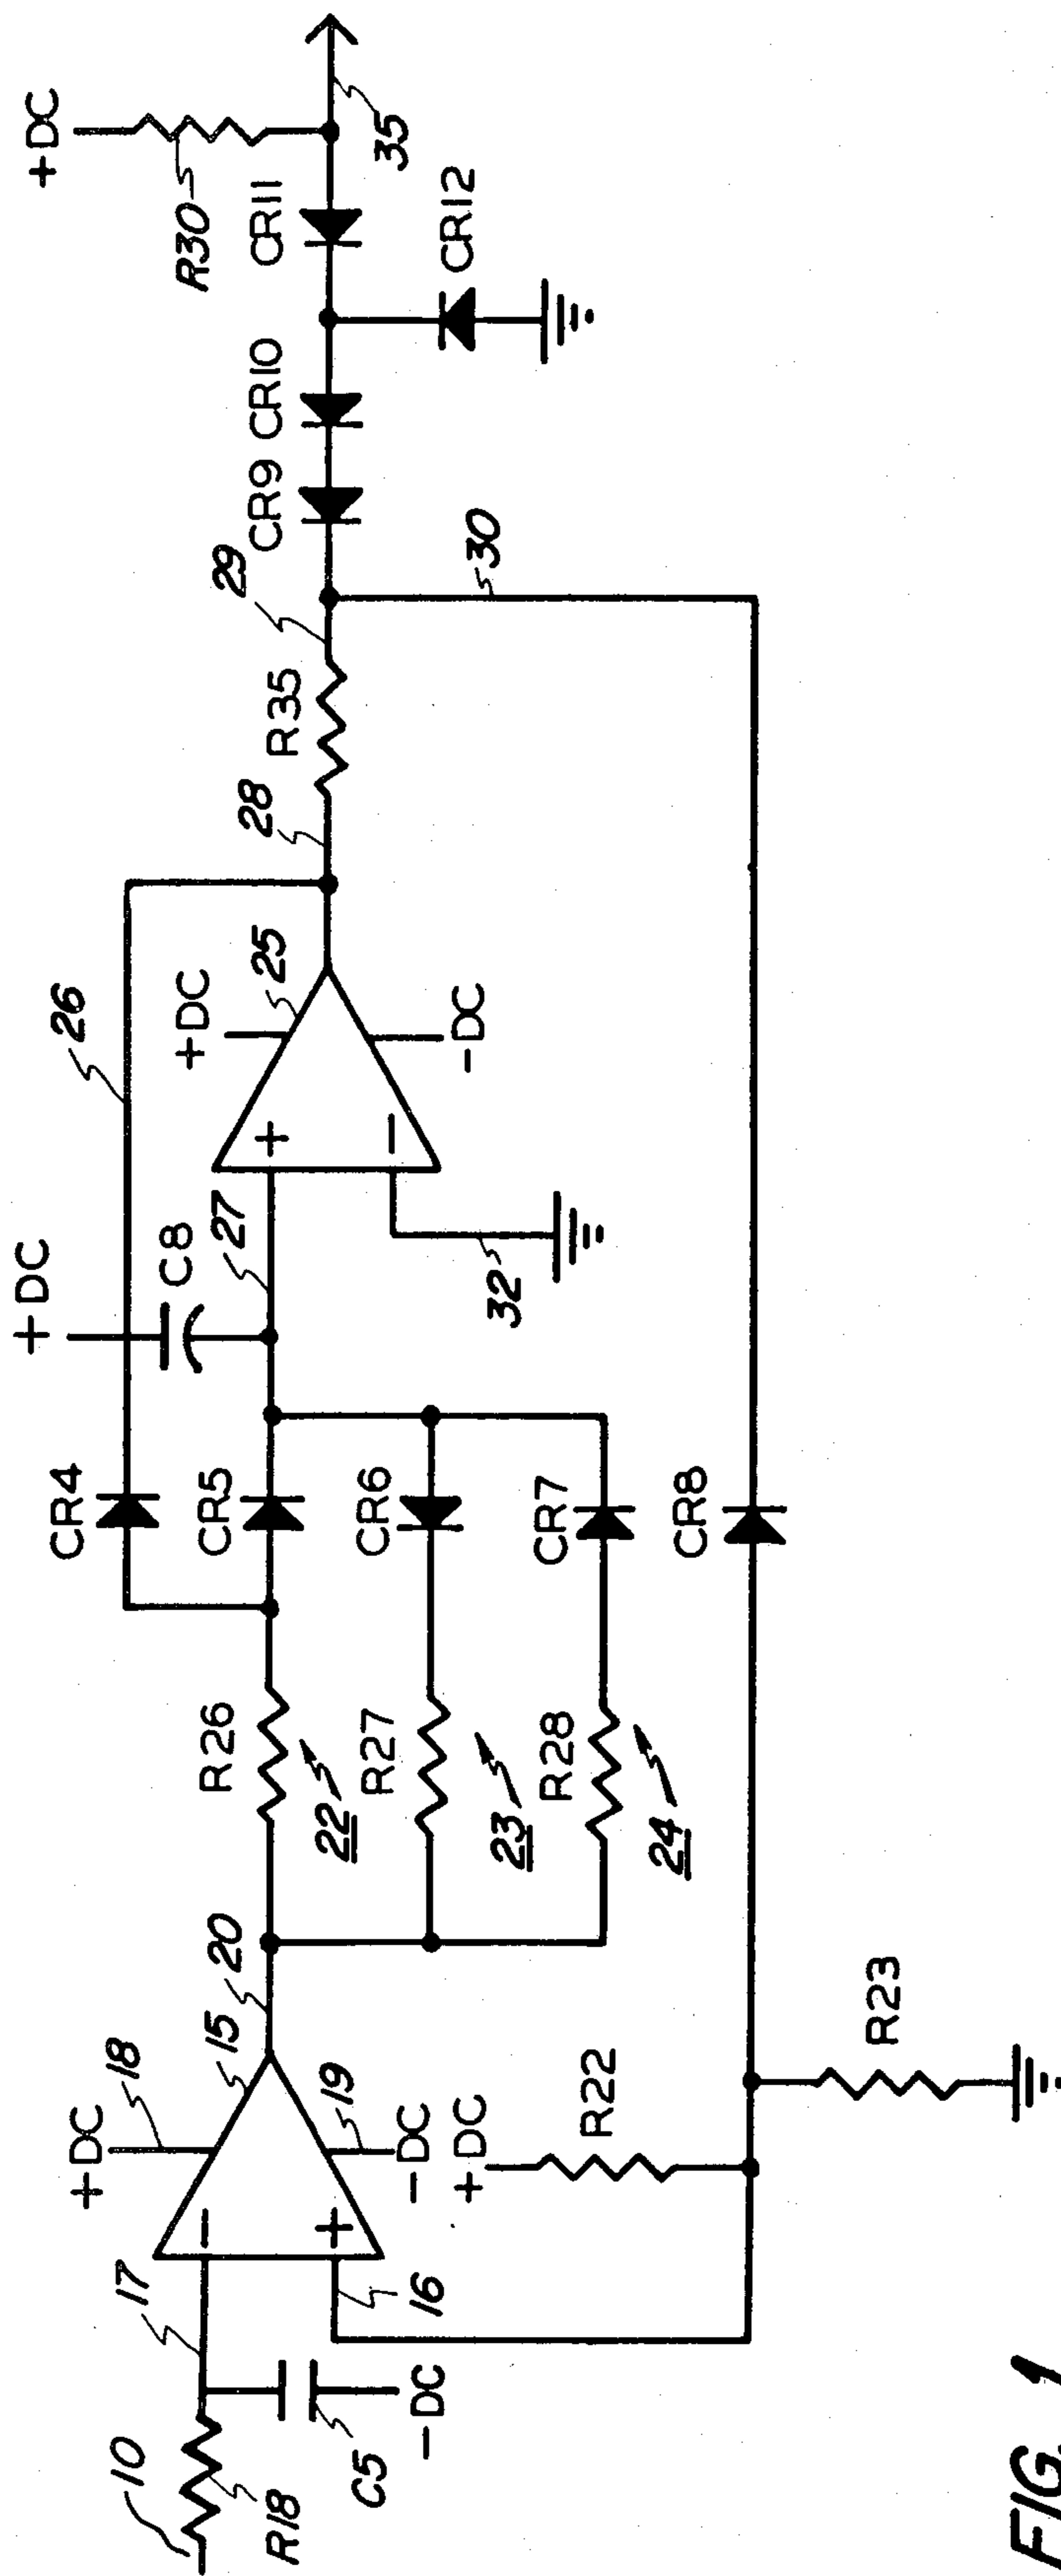 10
R18
17
C5
-DC
+DC
18
-
+
15
16
19
-DC
20
+DC
R22
R23
R26
22
R27
23
R28
24
CR4
CR5
CR6
CR7
CR8
+DC
C8
26
27
+
-
32
+DC
25
-DC
28
R35
29
30
CR9
CR10
CR11
CR12
+DC
R30
35
FIG. 1